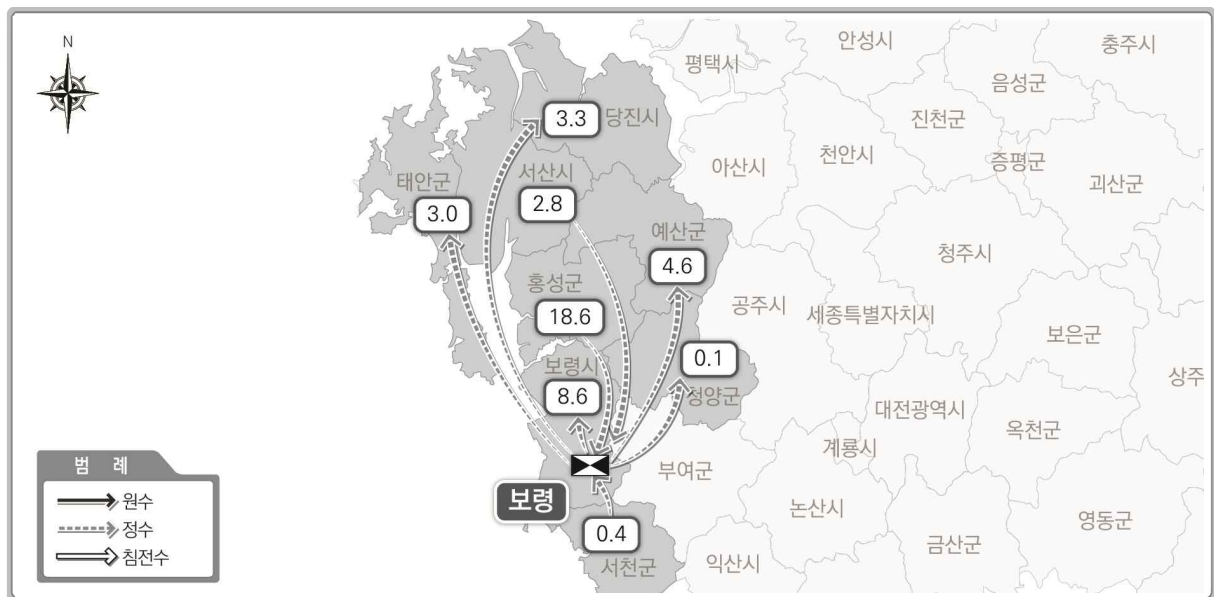 N
안성시
충주시
평택시
음성군
진천군
3.3
당진시
아산시
천안시
증평군
괴산군
태안군
서산시
3.0
2.8
예산군
청주시
4.6
홍성군
공주시
세종특별자치시
18.6
보은군
보령시
0.1
상주
8.6
청양군
대전광역시
옥천군
계룡시
부여군
범 례
원수
정수
침전수
보령
논산시
영동군
0.4
금산군
서천군
익산시